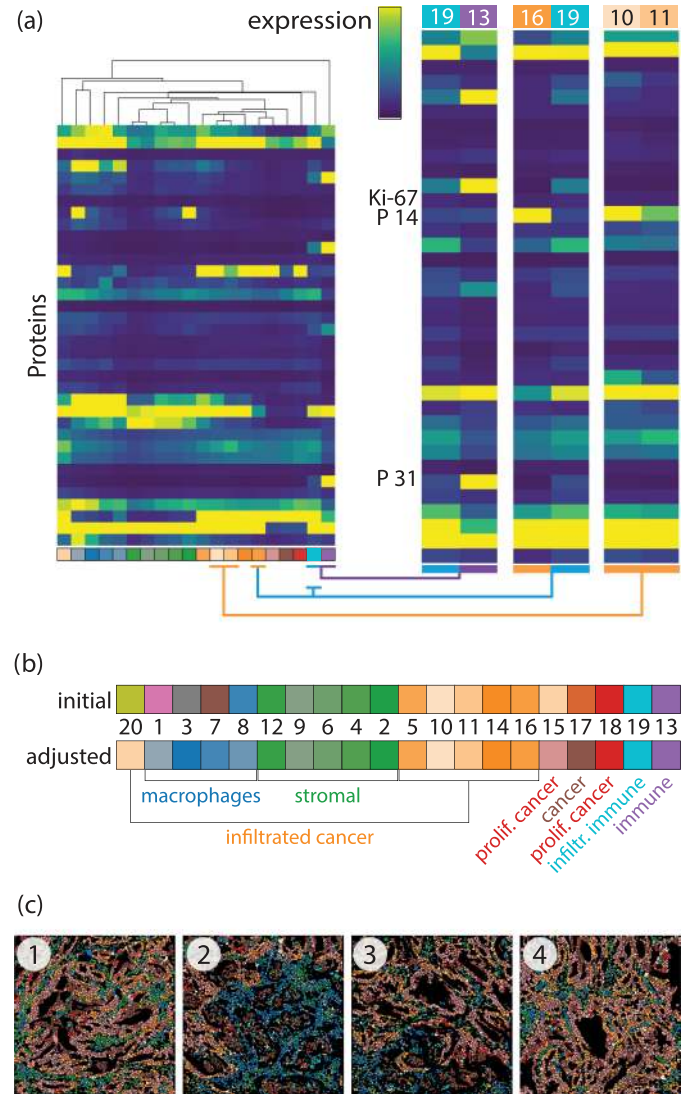 (a)
expression
19 13
16 19
10 11
Proteins
Ki-67
P 14
P 31
(b)
initial
20 1 3 7 8 12 9 6 4 2 5 10 11 14 16 15 17 18 19 13
adjusted
macrophages
stromal
infiltrated cancer
prolif. cancer
cancer
prolif. cancer
infiltr. immune
immune
(c)
1
2
3
4